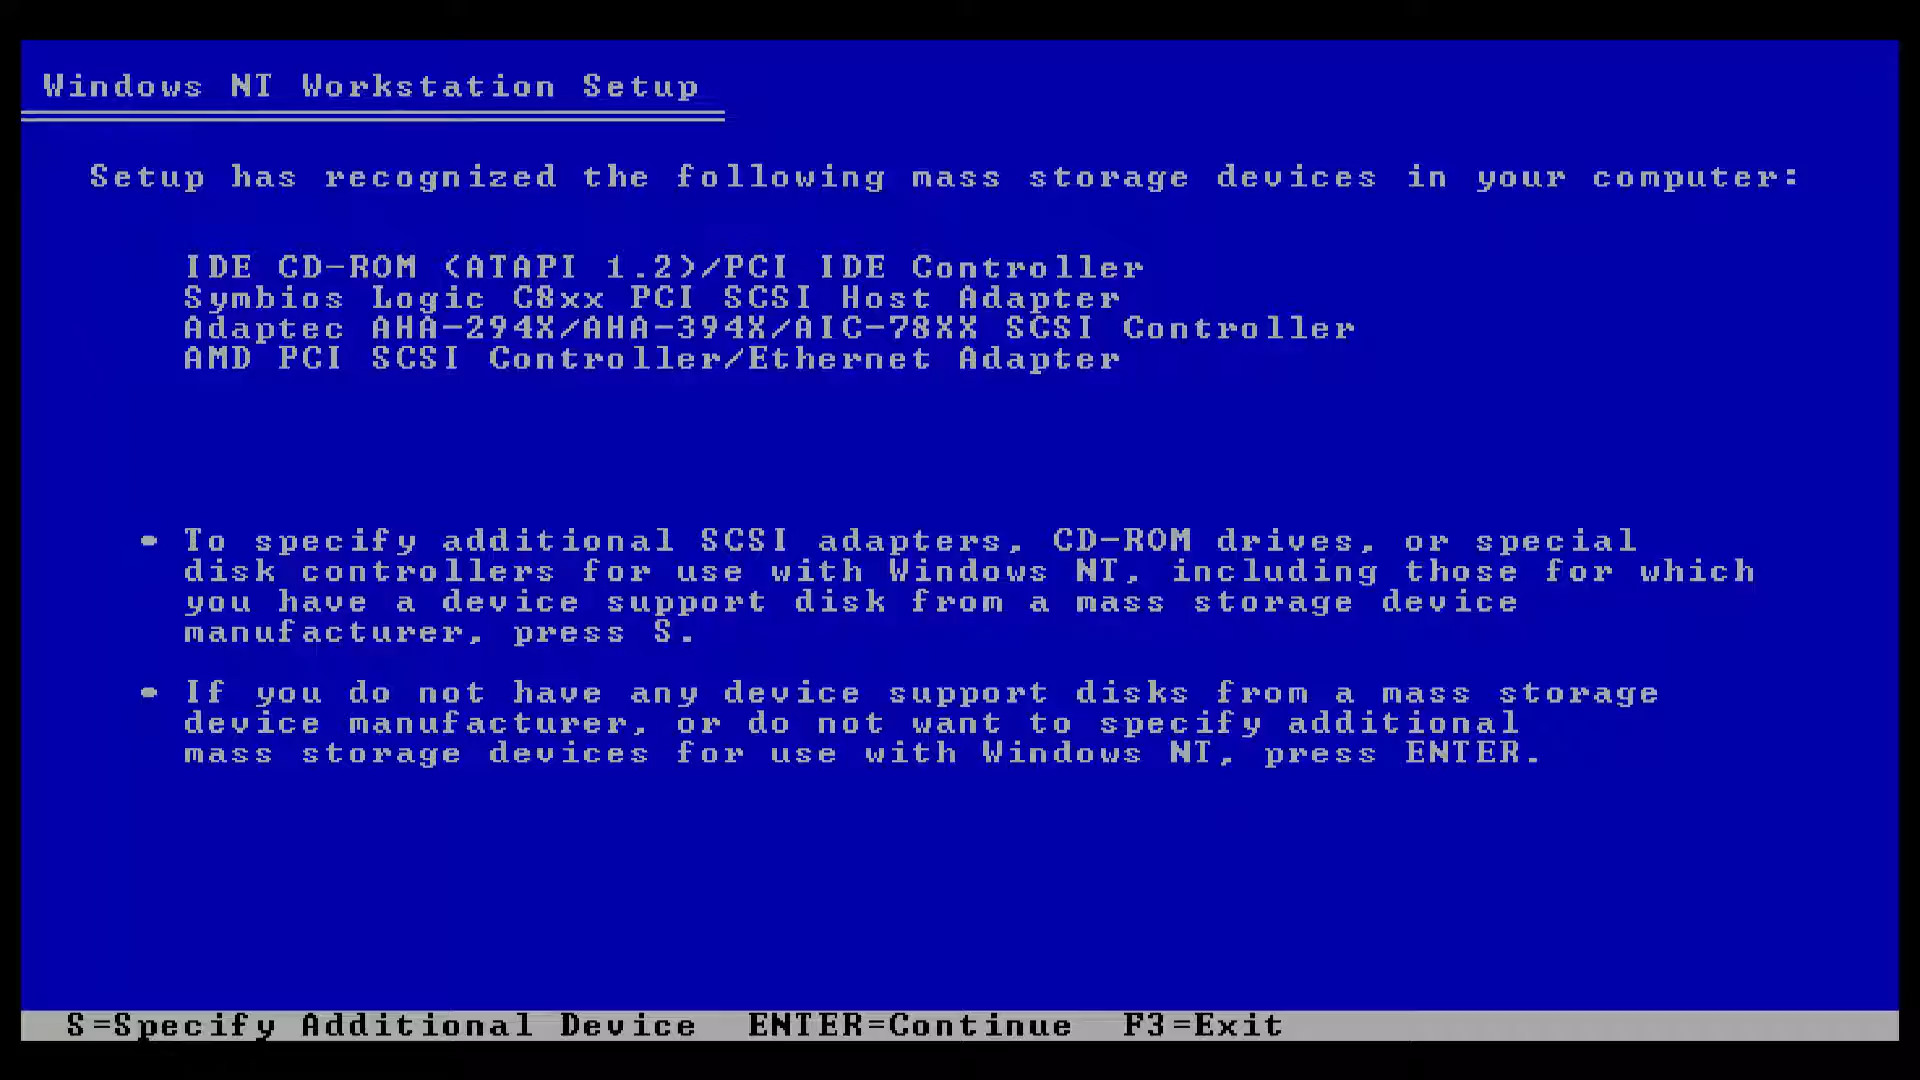 Windows NT Workstation Setup
Setup has recognized the following mass storage devices in your computer:
IDE CD-ROM (ATAPI 1.2)/PCI IDE Controller
Symbios Logic C8xx PCI SCSI Host Adapter
Adaptec AHA-294X/AHA-394X/AIC-78XX SCSI Controller
AMD PCI SCSI Controller/Ethernet Adapter
• To specify additional SCSI adapters, CD-ROM drives, or special
disk controllers for use with Windows NT, including those for which
you have a device support disk from a mass storage device
manufacturer, press S.
• If you do not have any device support disks from a mass storage
device manufacturer, or do not want to specify additional
mass storage devices for use with Windows NT, press ENTER.
S=Specify Additional Device  ENTER=Continue  F3=Exit